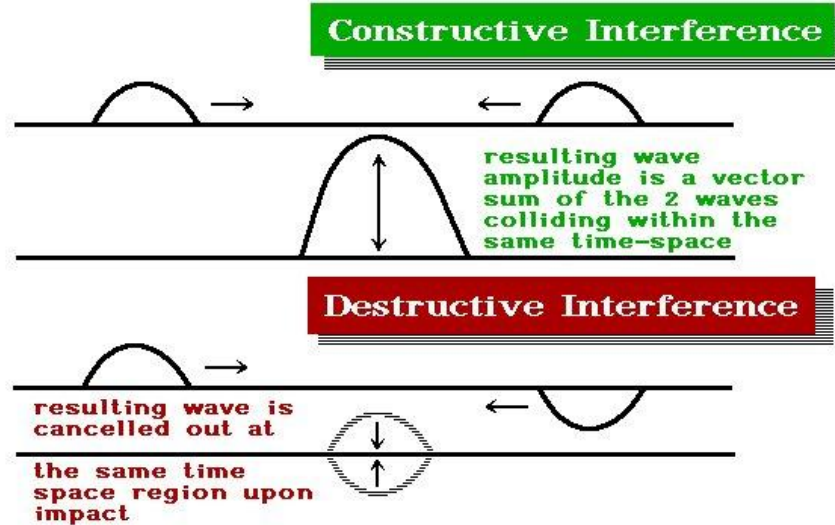 Constructive Interference
resulting wave
amplitude is a vector
sum of the 2 waves
colliding within the
same time-space
Destructive Interference
resulting wave is
cancelled out at
the same time
space region upon
impact